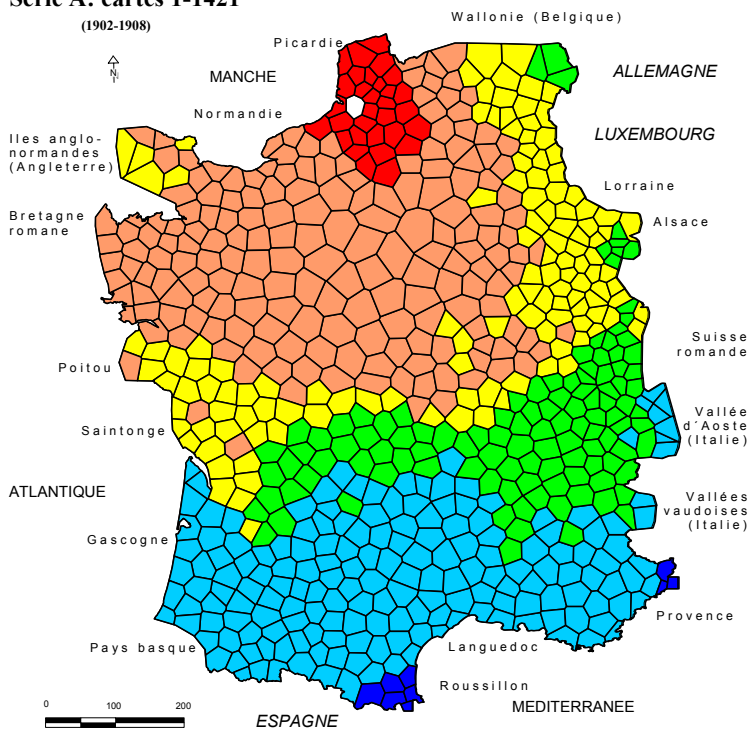 Série A: cartes 1-1421
(1902-1908)
Wallonie (Belgique)
Picardie
N
MANCHE
ALLEMAGNE
Normandie
Iles anglo-
normandes
(Angleterre)
LUXEMBOURG
Lorraine
Bretagne
romane
Alsace
Suisse
romande
Poitou
Vallée
d´Aoste
(Italie)
Saintonge
ATLANTIQUE
Vallées
vaudoises
(Italie)
Gascogne
Provence
Pays basque
Languedoc
Roussillon
MEDITERRANEE
0 100 200
ESPAGNE